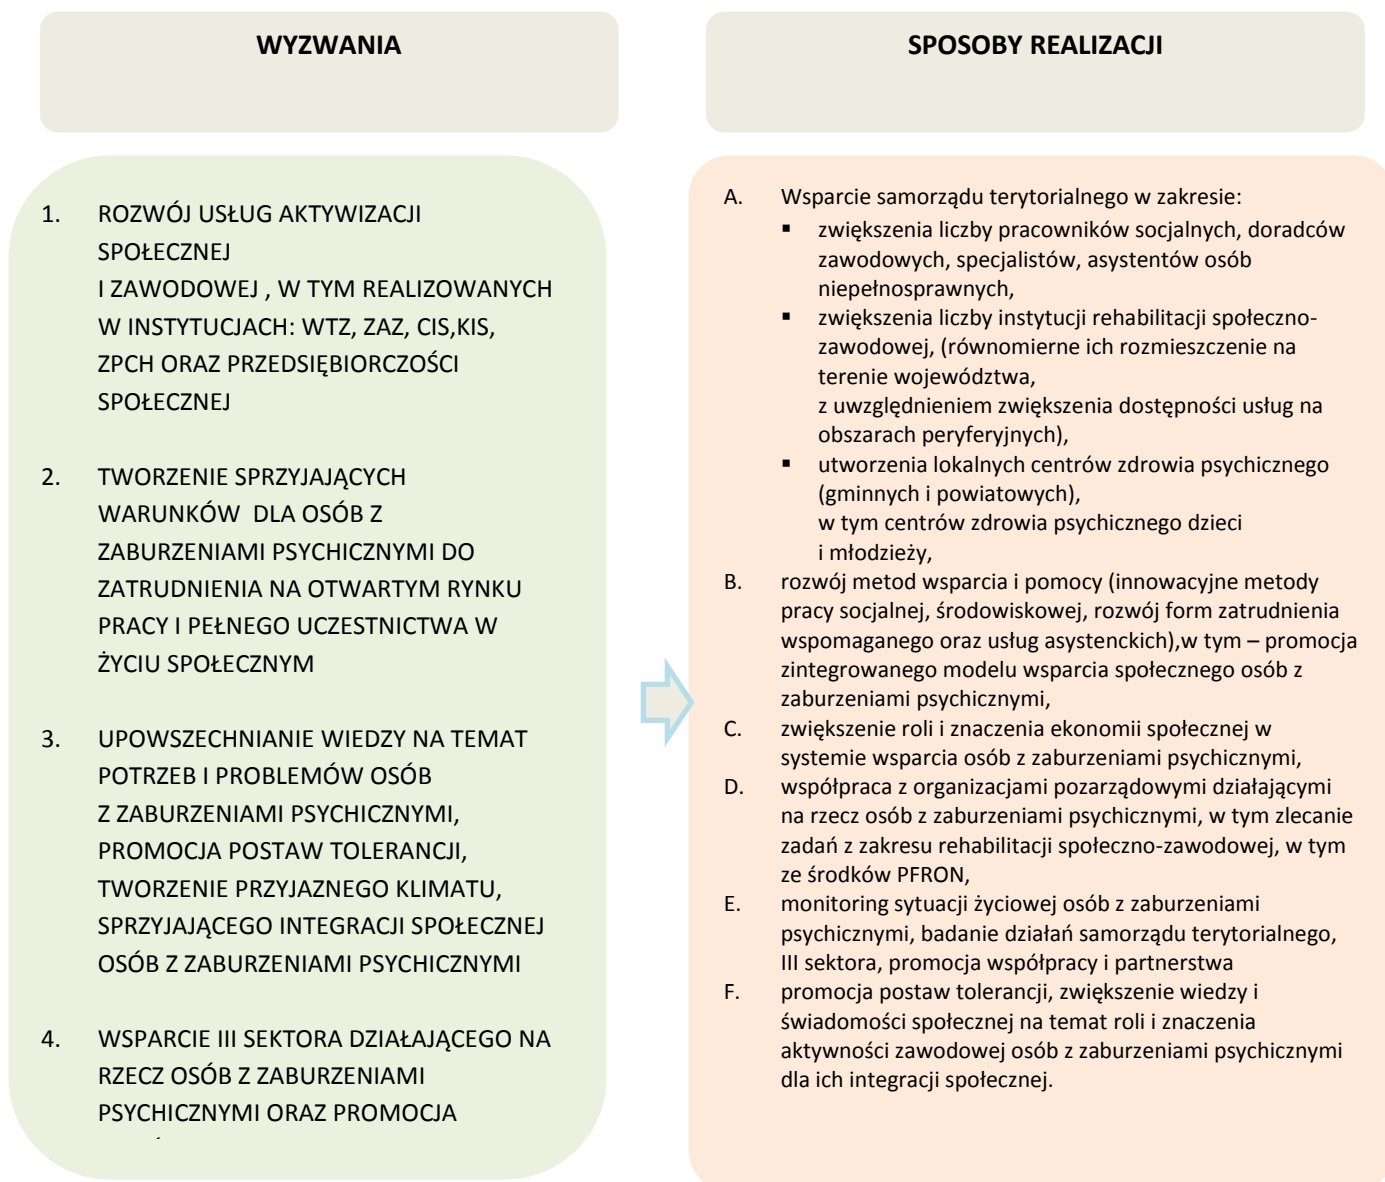 WYZWANIA
1. ROZWÓJ USŁUG AKTYWIZACJI
SPOŁECZNEJ
I ZAWODOWEJ , W TYM REALIZOWANYCH
W INSTYTUCJACH: WTZ, ZAZ, CIS,KIS,
ZPCH ORAZ PRZEDSIĘBIORCZOŚCI
SPOŁECZNEJ
2. TWORZENIE SPRZYJAJĄCYCH
WARUNKÓW DLA OSÓB Z
ZABURZENIAMI PSYCHICZNYMI DO
ZATRUDNIENIA NA OTWARTYM RYNKU
PRACY I PEŁNEGO UCZESTNICTWA W
ŻYCIU SPOŁECZNYM
3. UPOWSZECHNIANIE WIEDZY NA TEMAT
POTRZEB I PROBLEMÓW OSÓB
Z ZABURZENIAMI PSYCHICZNYMI,
PROMOCJA POSTAW TOLERANCJI,
TWORZENIE PRZYJAZNEGO KLIMATU,
SPRZYJAJĄCEGO INTEGRACJI SPOŁECZNEJ
OSÓB Z ZABURZENIAMI PSYCHICZNYMI
4. WSPARCIE III SEKTORA DZIAŁAJĄCEGO NA
RZECZ OSÓB Z ZABURZENIAMI
PSYCHICZNYMI ORAZ PROMOCJA
SPOSOBY REALIZACJI
A. Wsparcie samorządu terytorialnego w zakresie:
▪ zwiększenia liczby pracowników socjalnych, doradców
zawodowych, specjalistów, asystentów osób
niepełnosprawnych,
▪ zwiększenia liczby instytucji rehabilitacji społeczno-
zawodowej, (równomierne ich rozmieszczenie na
terenie województwa,
z uwzględnieniem zwiększenia dostępności usług na
obszarach peryferyjnych),
▪ utworzenia lokalnych centrów zdrowia psychicznego
(gminnych i powiatowych),
w tym centrów zdrowia psychicznego dzieci
i młodzieży,
B. rozwój metod wsparcia i pomocy (innowacyjne metody
pracy socjalnej, środowiskowej, rozwój form zatrudnienia
wspomaganego oraz usług asystenckich),w tym – promocja
zintegrowanego modelu wsparcia społecznego osób z
zaburzeniami psychicznymi,
C. zwiększenie roli i znaczenia ekonomii społecznej w
systemie wsparcia osób z zaburzeniami psychicznymi,
D. współpraca z organizacjami pozarządowymi działającymi
na rzecz osób z zaburzeniami psychicznymi, w tym zlecanie
zadań z zakresu rehabilitacji społeczno-zawodowej, w tym
ze środków PFRON,
E. monitoring sytuacji życiowej osób z zaburzeniami
psychicznymi, badanie działań samorządu terytorialnego,
III sektora, promocja współpracy i partnerstwa
F. promocja postaw tolerancji, zwiększenie wiedzy i
świadomości społecznej na temat roli i znaczenia
aktywności zawodowej osób z zaburzeniami psychicznymi
dla ich integracji społecznej.